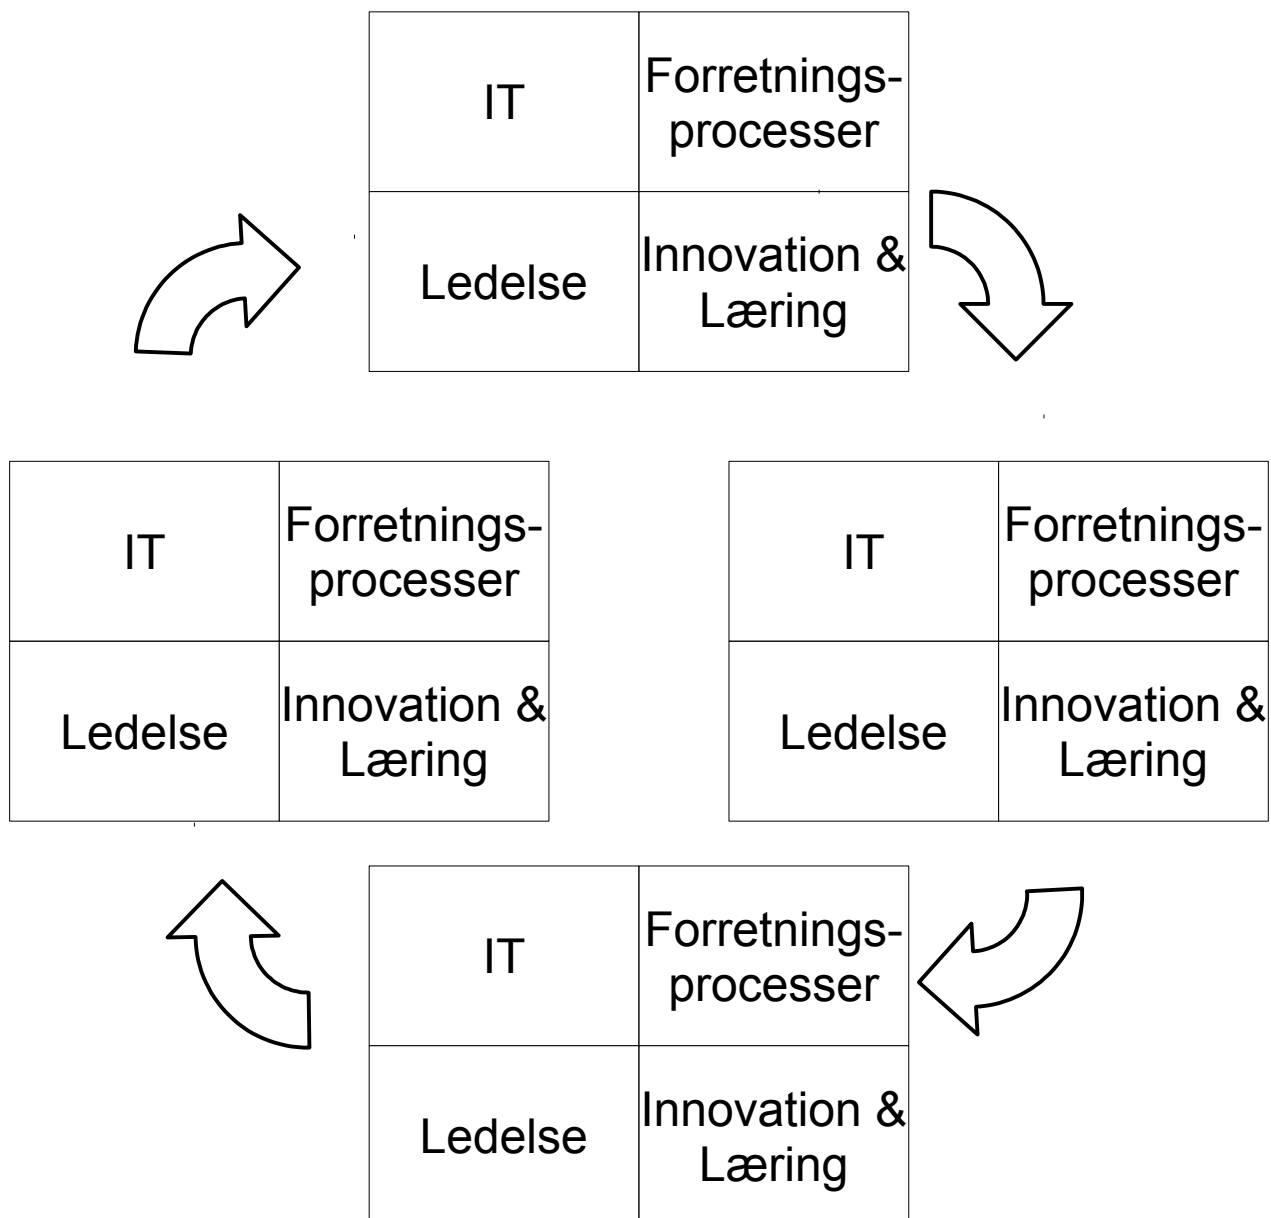 IT
Forretnings-
processer
Ledelse
Innovation &
Læring
IT
Forretnings-
processer
Ledelse
Innovation &
Læring
IT
Forretnings-
processer
Ledelse
Innovation &
Læring
IT
Forretnings-
processer
Ledelse
Innovation &
Læring